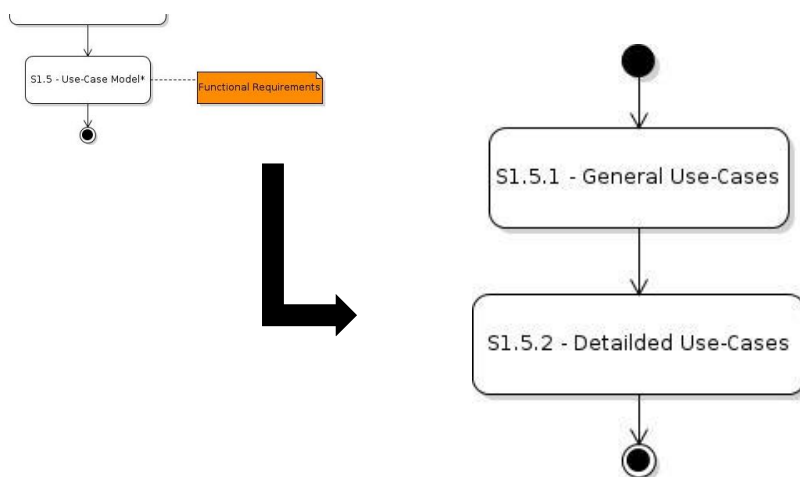 S1.5 - Use-Case Model*
Functional Requirements
S1.5.1 - General Use-Cases
S1.5.2 - Detailded Use-Cases